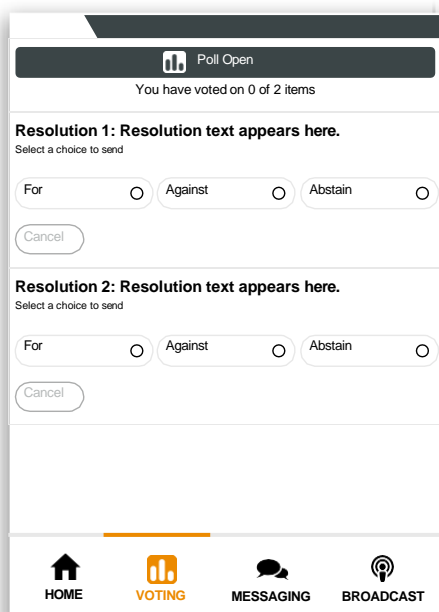 Poll Open
You have voted on 0 of 2 items
Resolution 1: Resolution text appears here.
Select a choice to send
For Against Abstain
Cancel
Resolution 2: Resolution text appears here.
Select a choice to send
For Against Abstain
Cancel
HOME VOTING MESSAGING BROADCAST